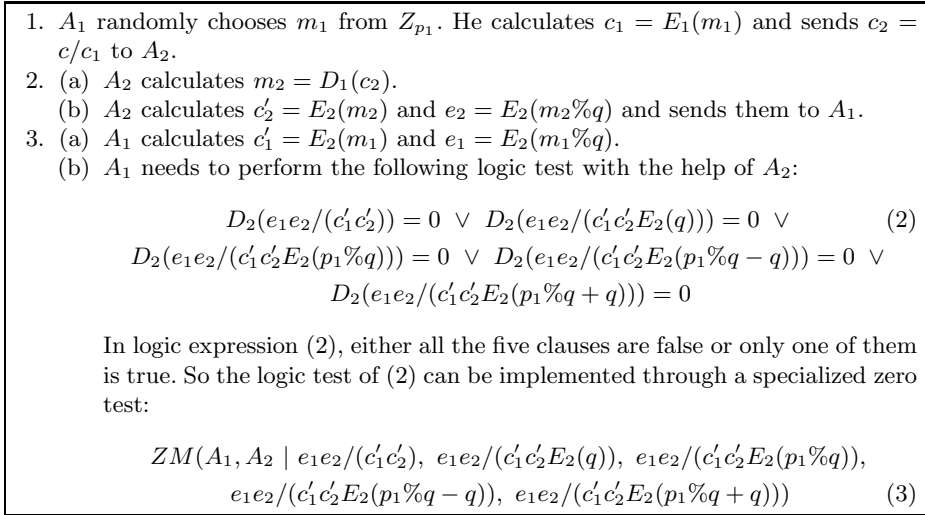 1. A₁ randomly chooses m₁ from Z_{p₁}. He calculates c₁ = E₁(m₁) and sends c₂ =
c/c₁ to A₂.
2. (a) A₂ calculates m₂ = D₁(c₂).
(b) A₂ calculates c′₂ = E₂(m₂) and e₂ = E₂(m₂%q) and sends them to A₁.
3. (a) A₁ calculates c′₁ = E₂(m₁) and e₁ = E₂(m₁%q).
(b) A₁ needs to perform the following logic test with the help of A₂:
D₂(e₁e₂/(c′₁c′₂)) = 0 ∨ D₂(e₁e₂/(c′₁c′₂E₂(q))) = 0 ∨ (2)
D₂(e₁e₂/(c′₁c′₂E₂(p₁%q))) = 0 ∨ D₂(e₁e₂/(c′₁c′₂E₂(p₁%q − q))) = 0 ∨
D₂(e₁e₂/(c′₁c′₂E₂(p₁%q + q))) = 0
In logic expression (2), either all the five clauses are false or only one of them
is true. So the logic test of (2) can be implemented through a specialized zero
test:
ZM(A₁, A₂ | e₁e₂/(c′₁c′₂), e₁e₂/(c′₁c′₂E₂(q)), e₁e₂/(c′₁c′₂E₂(p₁%q)),
e₁e₂/(c′₁c′₂E₂(p₁%q − q)), e₁e₂/(c′₁c′₂E₂(p₁%q + q))) (3)